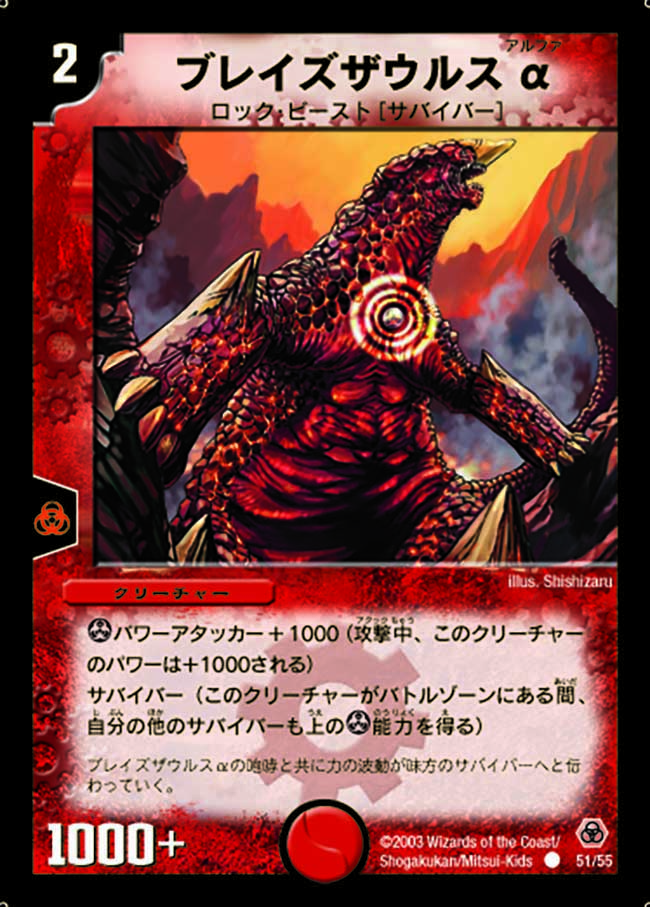 2
アルファ
ブレイズザウルス α
ロック・ビースト[サバイバー]
illus. Shishizaru
クリーチャー
パワーアタッカー＋1000（攻撃中、このクリーチャー
のパワーは+1000される）
サバイバー（このクリーチャーがバトルゾーンにある間、
自分の他のサバイバーも上の能力を得る）
ブレイズザウルスαの咆哮と共に力の波動が味方のサバイバーへと伝
わっていく。
1000+
©2003 Wizards of the Coast/
Shogakukan/Mitsui-Kids
51/55